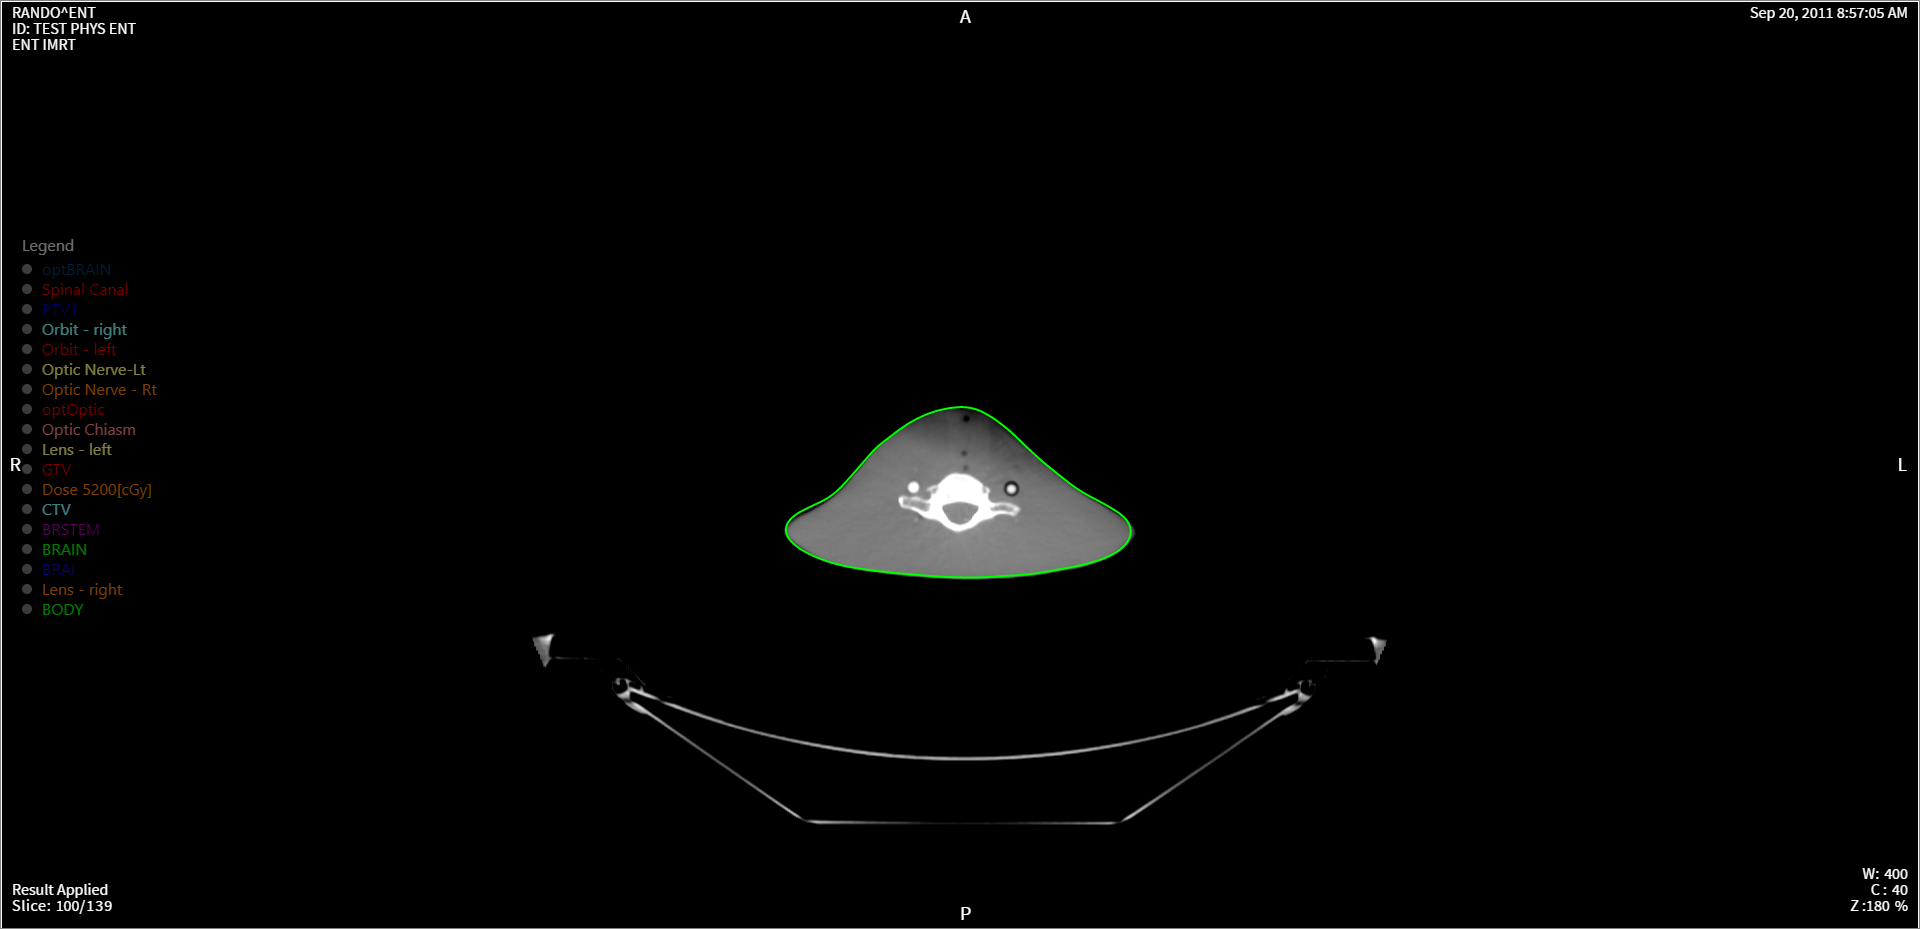 RANDO^ENT
ID: TEST PHYS ENT
ENT IMRT
A
Sep 20, 2011 8:57:05 AM
Legend
optBRAIN
Spinal Canal
PTV1
Orbit - right
Orbit - left
Optic Nerve-Lt
Optic Nerve - Rt
optOptic
Optic Chiasm
Lens - left
R
L
GTV
Dose 5200[cGy]
CTV
BRSTEM
BRAIN
BRAI
Lens - right
BODY
Result Applied
Slice: 100/139
P
W: 400
C: 40
Z:180 %